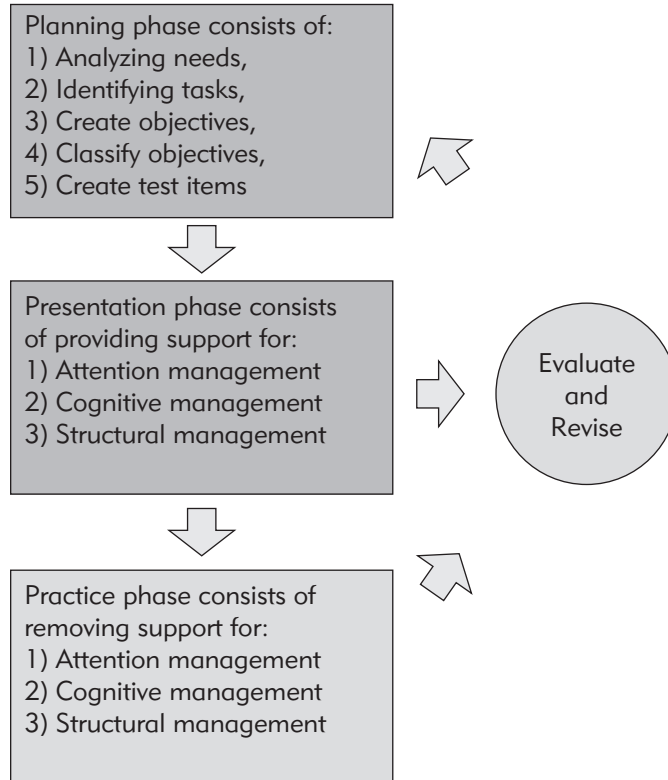 Planning phase consists of:
1) Analyzing needs,
2) Identifying tasks,
3) Create objectives,
4) Classify objectives,
5) Create test items
Presentation phase consists
of providing support for:
1) Attention management
2) Cognitive management
3) Structural management
Evaluate
and
Revise
Practice phase consists of
removing support for:
1) Attention management
2) Cognitive management
3) Structural management